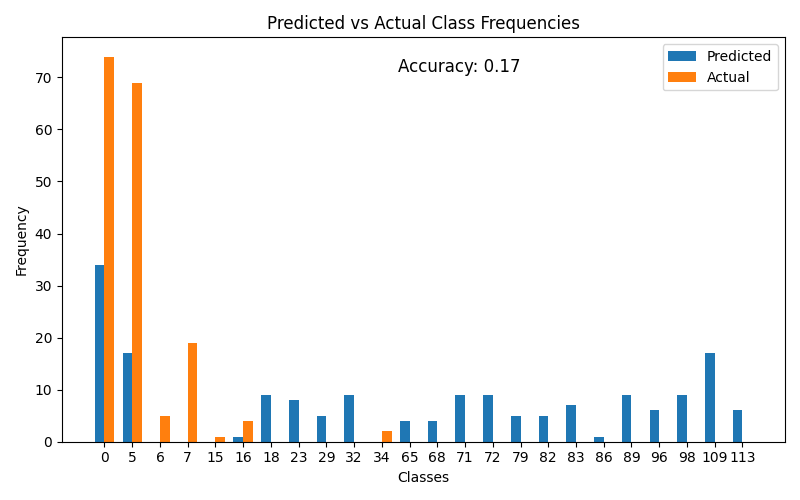 Predicted vs Actual Class Frequencies
Accuracy: 0.17
Predicted
Actual
Frequency
70
60
50
40
30
20
10
0
0 5 6 7 15 16 18 23 29 32 34 65 68 71 72 79 82 83 86 89 96 98 109 113
Classes